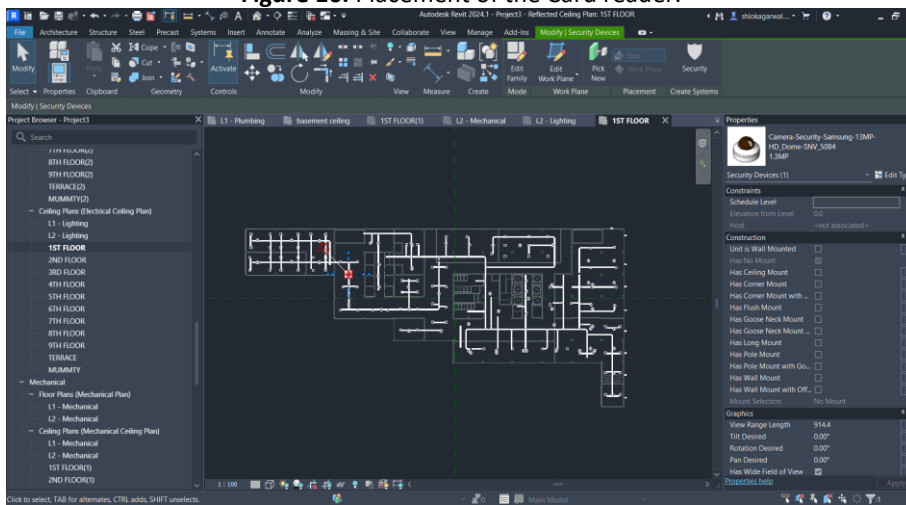 Figure 10. Placement of the Card reader.
Autodesk Revit 2024.1 - Project3 - Reflected Ceiling Plan: 1ST FLOOR
shiokagarwal...
File Architecture Structure Steel Precast Systems Insert Annotate Analyze Massing & Site Collaborate View Manage Add-Ins Modify | Security Devices
Modify
Paste
Cope
Cut
Join
Activate
Edit Family
Edit Work Plane
Pick New
Face
Work Plane
Security
Select Properties Clipboard Geometry Controls Modify View Measure Create Mode Work Plane Placement Create Systems
Modify | Security Devices
Project Browser - Project3
L1 - Plumbing basement ceiling 1ST FLOOR(1) L2 - Mechanical L2 - Lighting 1ST FLOOR
Properties
Search
7TH FLOOR(2)
8TH FLOOR(2)
9TH FLOOR(2)
TERRACE(2)
MUMMITY(2)
Ceiling Plans (Electrical Ceiling Plan)
L1 - Lighting
L2 - Lighting
1ST FLOOR
2ND FLOOR
3RD FLOOR
4TH FLOOR
5TH FLOOR
6TH FLOOR
7TH FLOOR
8TH FLOOR
9TH FLOOR
TERRACE
MUMMTY
Mechanical
Floor Plans (Mechanical Plan)
L1 - Mechanical
L2 - Mechanical
Ceiling Plans (Mechanical Ceiling Plan)
L1 - Mechanical
L2 - Mechanical
1ST FLOOR(1)
2ND FLOOR(1)
Camera-Security-Samsung-13MP-
HD_Dome-SNV_5084
1.3MP
Security Devices (1) Edit Ty
Constraints
Schedule Level
Elevation from Level 0.0
Host <not associated>
Construction
Unit is Wall Mounted
Has No Mount
Has Ceiling Mount
Has Corner Mount
Has Corner Mount with ...
Has Flush Mount
Has Goose Neck Mount
Has Goose Neck Mount ...
Has Long Mount
Has Pole Mount
Has Pole Mount with Go...
Has Wall Mount
Has Wall Mount with Off...
Mount Selection No Mount
Graphics
View Range Length 914.4
Tilt Desired 0.00°
Rotation Desired 0.00°
Pan Desired 0.00°
Has Wide Field of View
Properties help Apply
1 : 100
Click to select, TAB for alternates, CTRL adds, SHIFT unselects.
:0
Main Model
:1